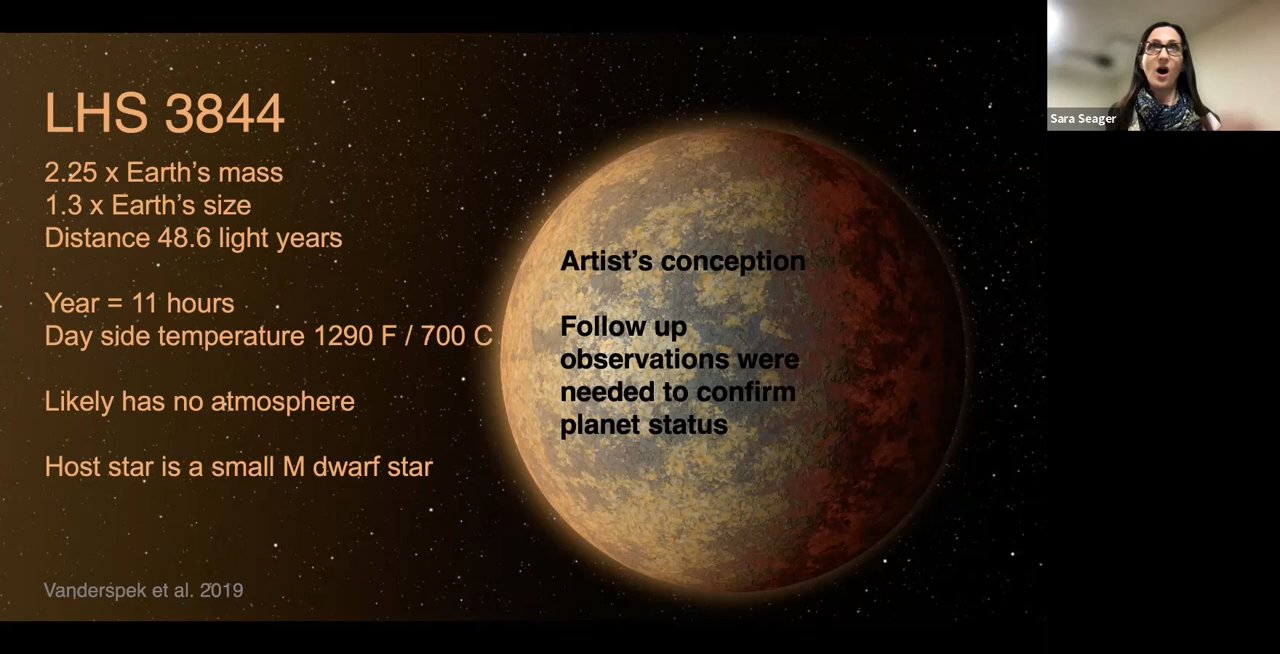 LHS 3844
2.25 x Earth’s mass
1.3 x Earth’s size
Distance 48.6 light years
Year = 11 hours
Day side temperature 1290 F / 700 C
Likely has no atmosphere
Host star is a small M dwarf star
Vanderspek et al. 2019
Artist’s conception
Follow up
observations were
needed to confirm
planet status
Sara Seager